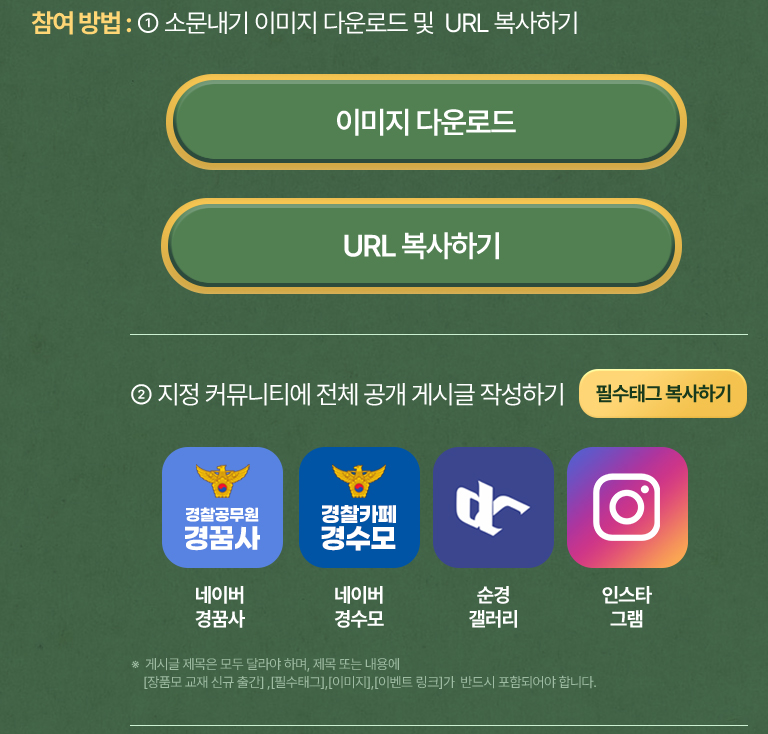 참여 방법 : ① 소문내기 이미지 다운로드 및 URL 복사하기
이미지 다운로드
URL 복사하기
② 지정 커뮤니티에 전체 공개 게시글 작성하기 필수태그 복사하기
경찰공무원
경꿈사
경찰카페
경수모
네이버
경꿈사
네이버
경수모
순경
갤러리
인스타
그램
※ 게시글 제목은 모두 달라야 하며, 제목 또는 내용에
[장품모 교재 신규 출간] ,[필수태그],[이미지],[이벤트 링크]가 반드시 포함되어야 합니다.